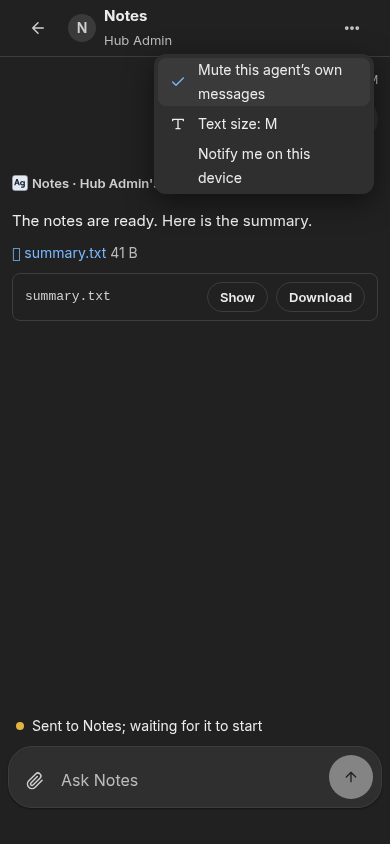 Notes
N
Hub Admin
Mute this agent’s own
messages
M
Text size: M
Notify me on this
device
Ag Notes · Hub Admin'
The notes are ready. Here is the summary.
summary.txt 41 B
summary.txt Show Download
Sent to Notes; waiting for it to start
Ask Notes